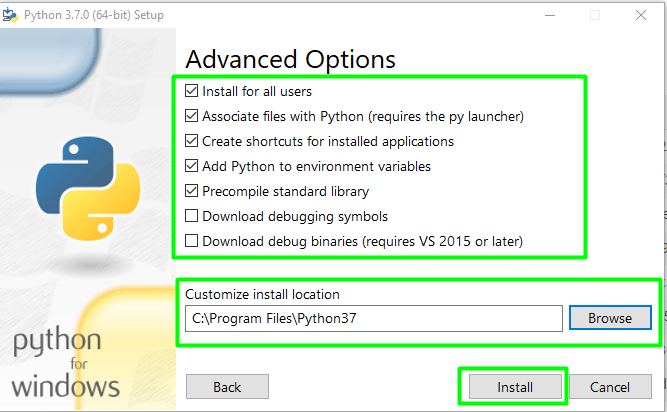 Python 3.7.0 (64-bit) Setup
Advanced Options
Install for all users
Associate files with Python (requires the py launcher)
Create shortcuts for installed applications
Add Python to environment variables
Precompile standard library
Download debugging symbols
Download debug binaries (requires VS 2015 or later)
Customize install location
C:\Program Files\Python37
Browse
python
for
windows
Back
Install
Cancel